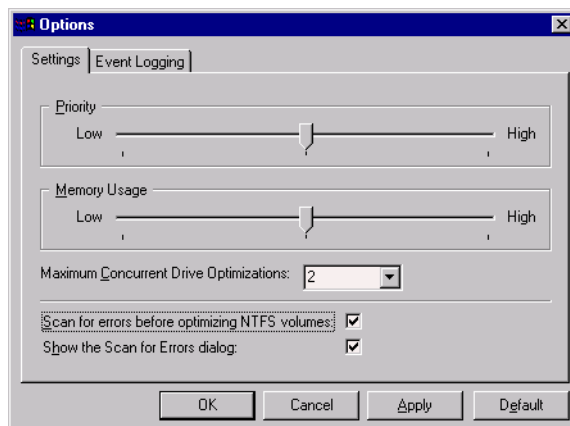 Options
Settings Event Logging
Priority
Low High
Memory Usage
Low High
Maximum Concurrent Drive Optimizations: 2
Scan for errors before optimizing NTFS volumes:
Show the Scan for Errors dialog:
OK Cancel Apply Default